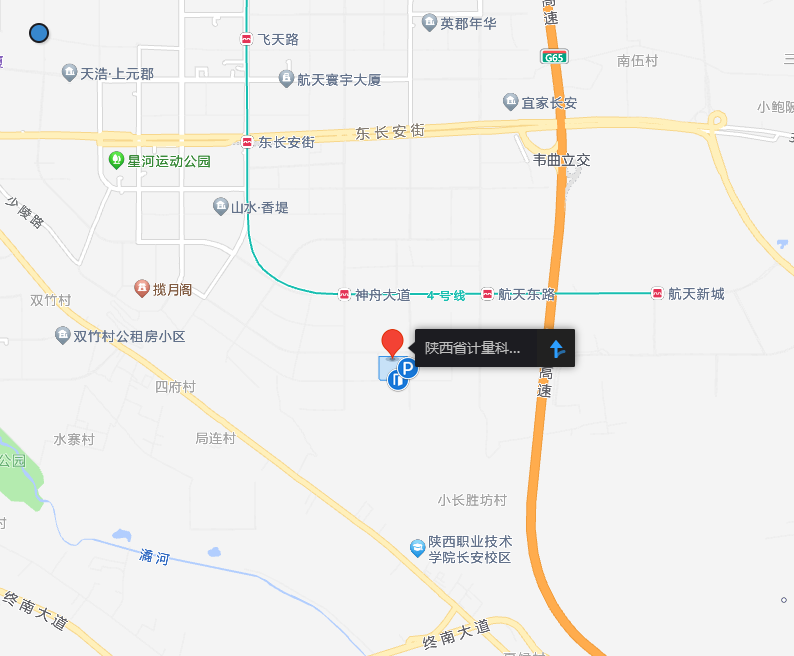 高速
英郡年华
飞天路
G65
南伍村
天浩·上元郡
航天寰宇大厦
宜家长安
小鲍陂
东长安街
东长安街
韦曲立交
星河运动公园
少陵路
山水·香堤
揽月阁
神舟大道
4号线
航天东路
航天新城
双竹村
双竹村公租房小区
陕西省计量科...
P
高速
四府村
水寨村
局连村
公园
小长胜坊村
村
陕西职业技术
学院长安校区
潏河
终南大道
终南大道